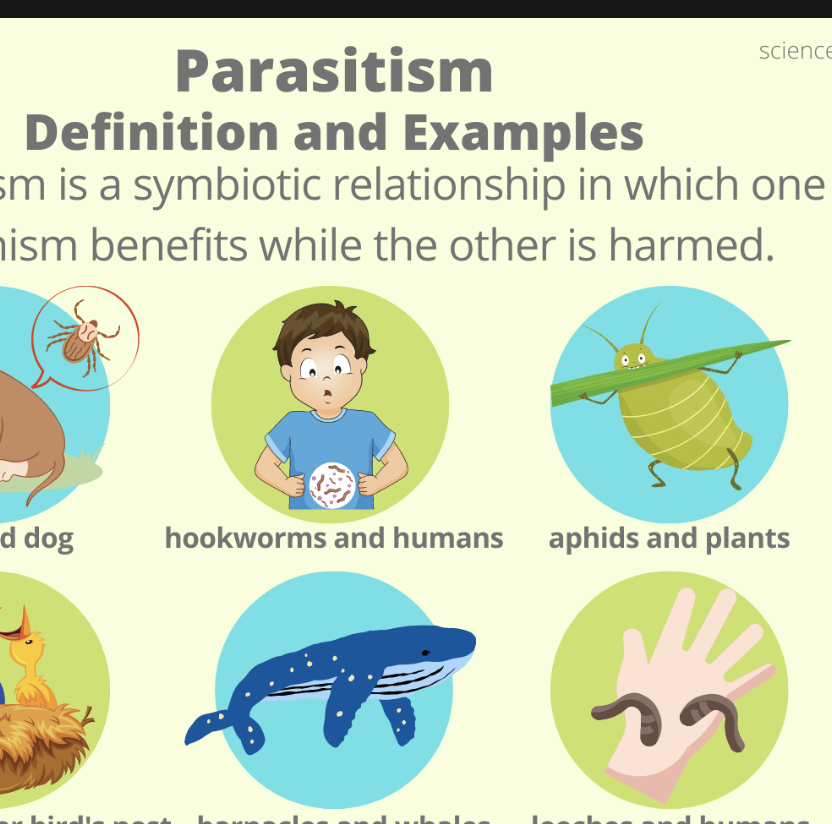 science
Parasitism
Definition and Examples
sm is a symbiotic relationship in which one
nism benefits while the other is harmed.
d dog
hookworms and humans
aphids and plants
er bird's nest
barnacles and whales
leeches and humans